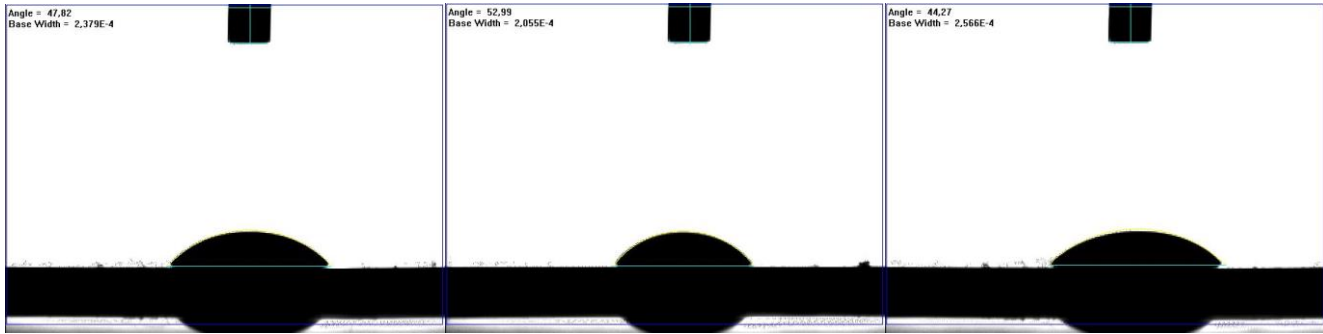 Angle = 47,82
Base Width = 2,379E-4
Angle = 52,99
Base Width = 2,055E-4
Angle = 44,27
Base Width = 2,566E-4